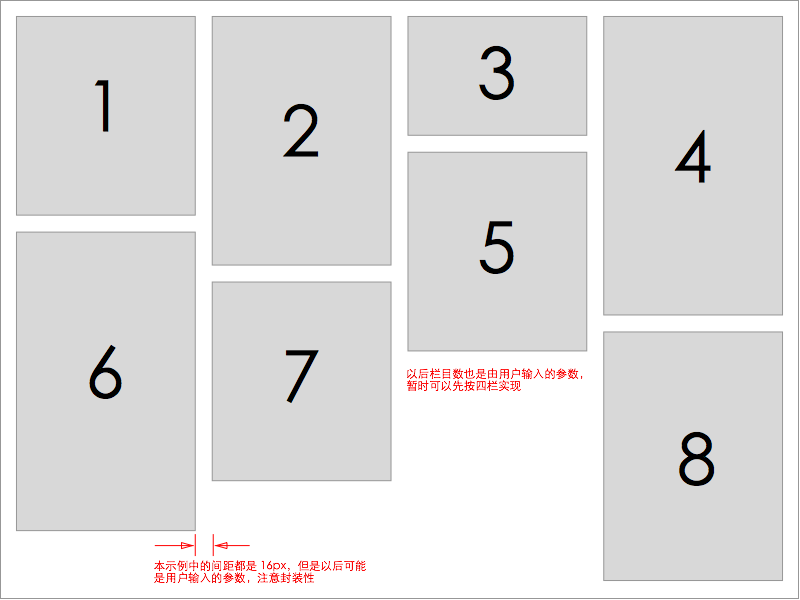 1
2
3
4
5
6
7
8
以后栏目数也是由用户输入的参数，
暂时可以先按四栏实现
本示例中的间距都是 16px，但是以后可能
是用户输入的参数，注意封装性